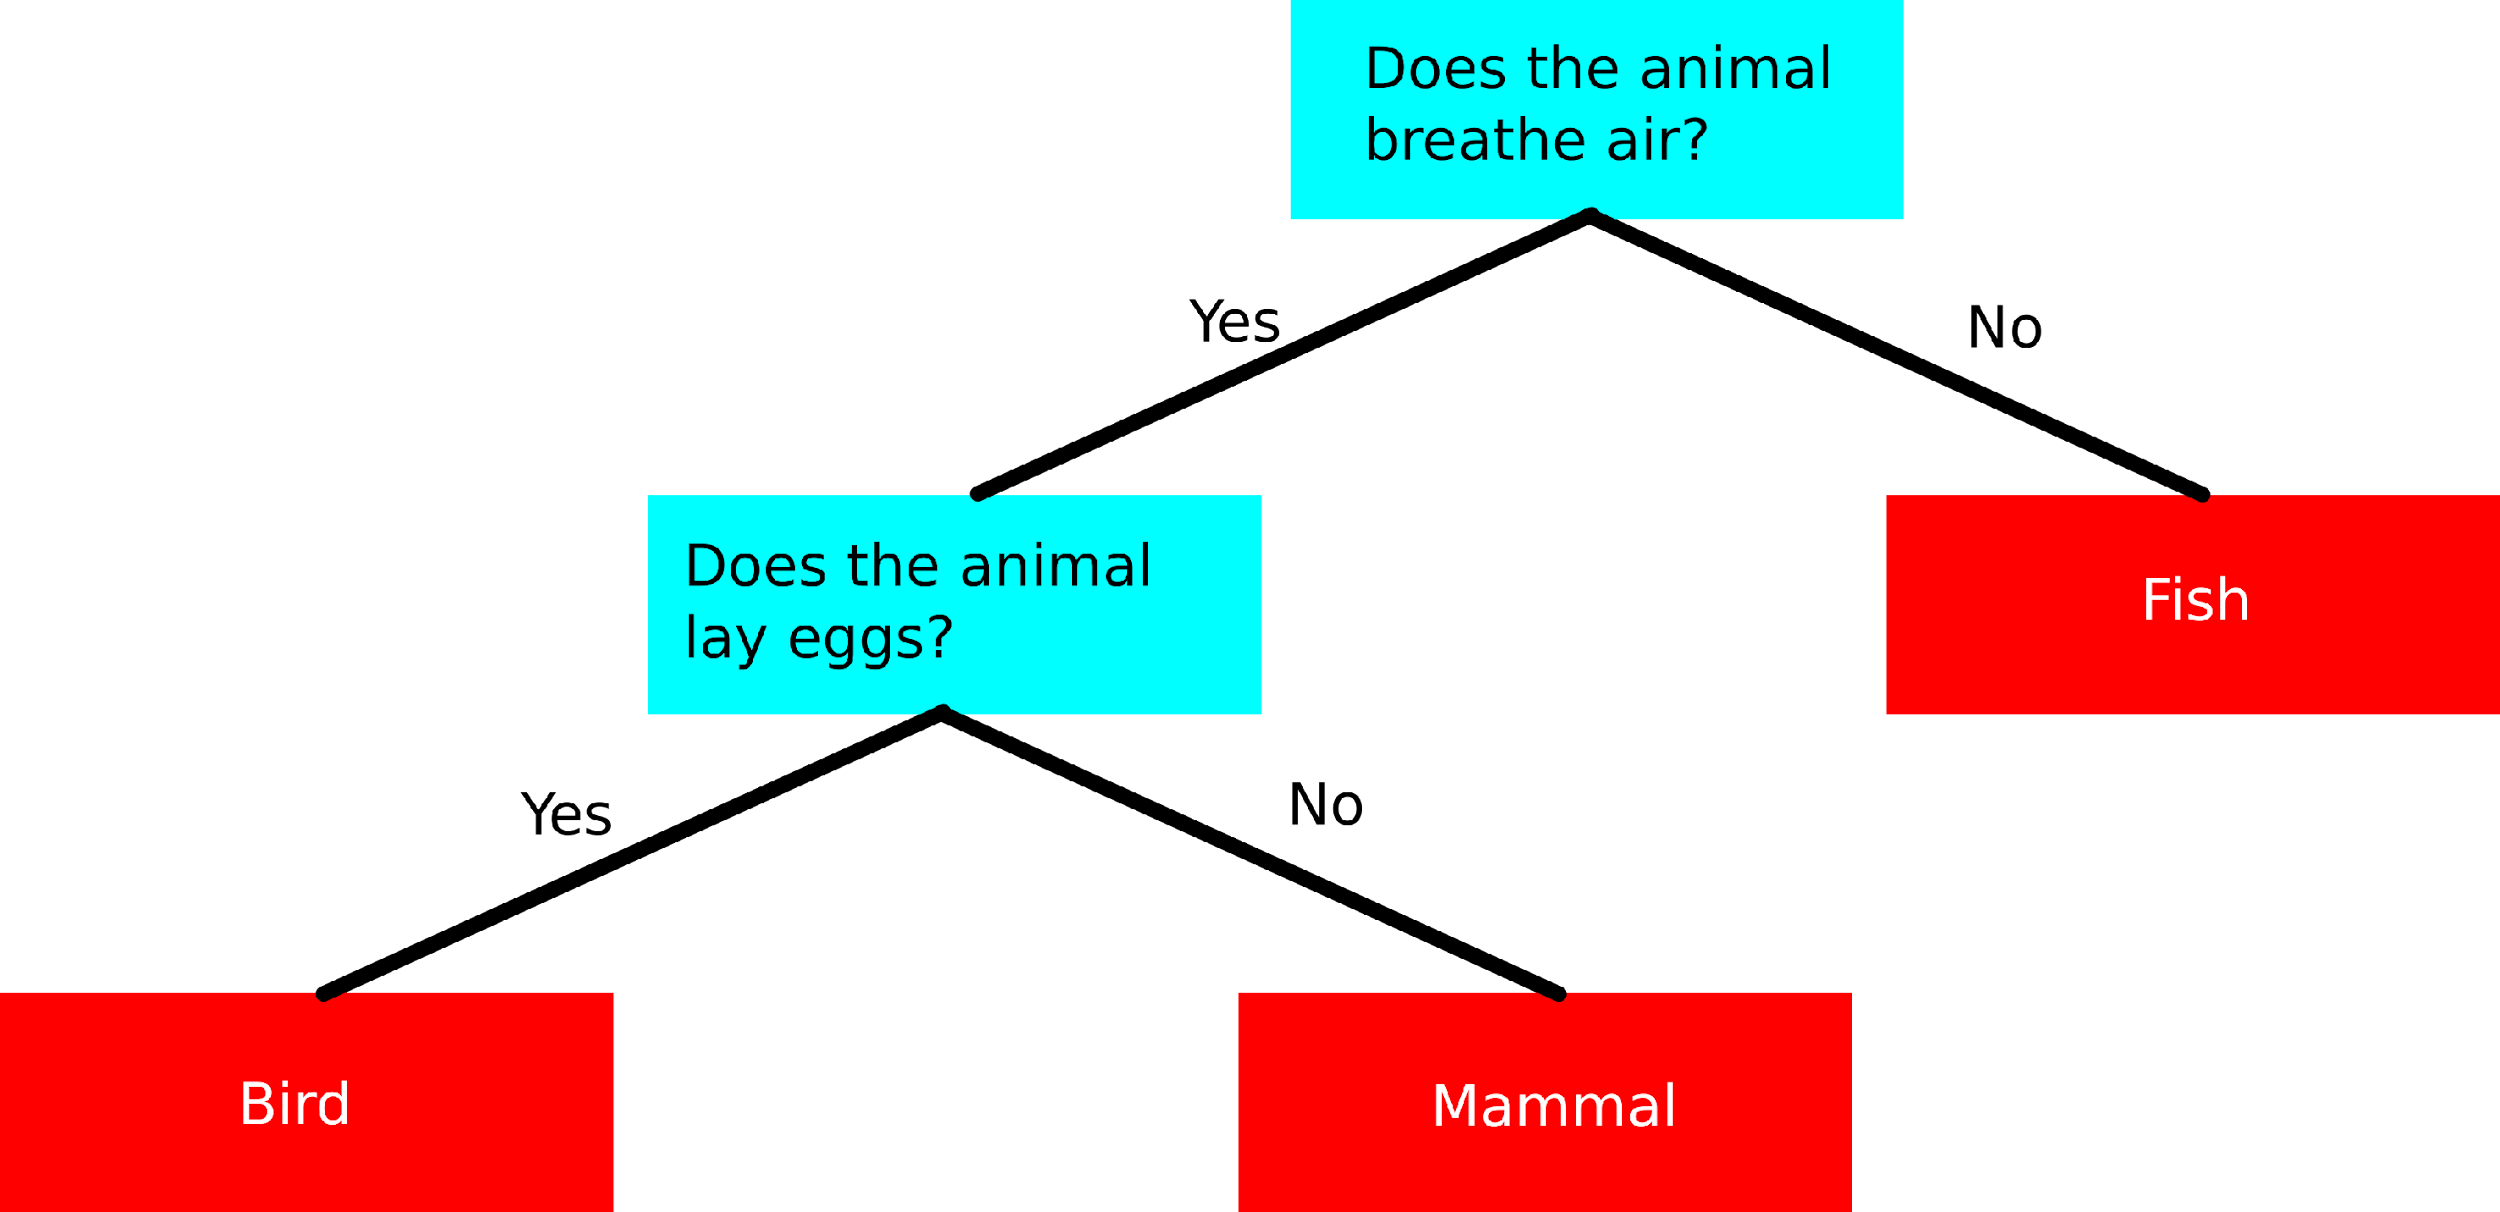 Does the animal
breathe air?
Yes
No
Does the animal
lay eggs?
Fish
Yes
No
Bird
Mammal